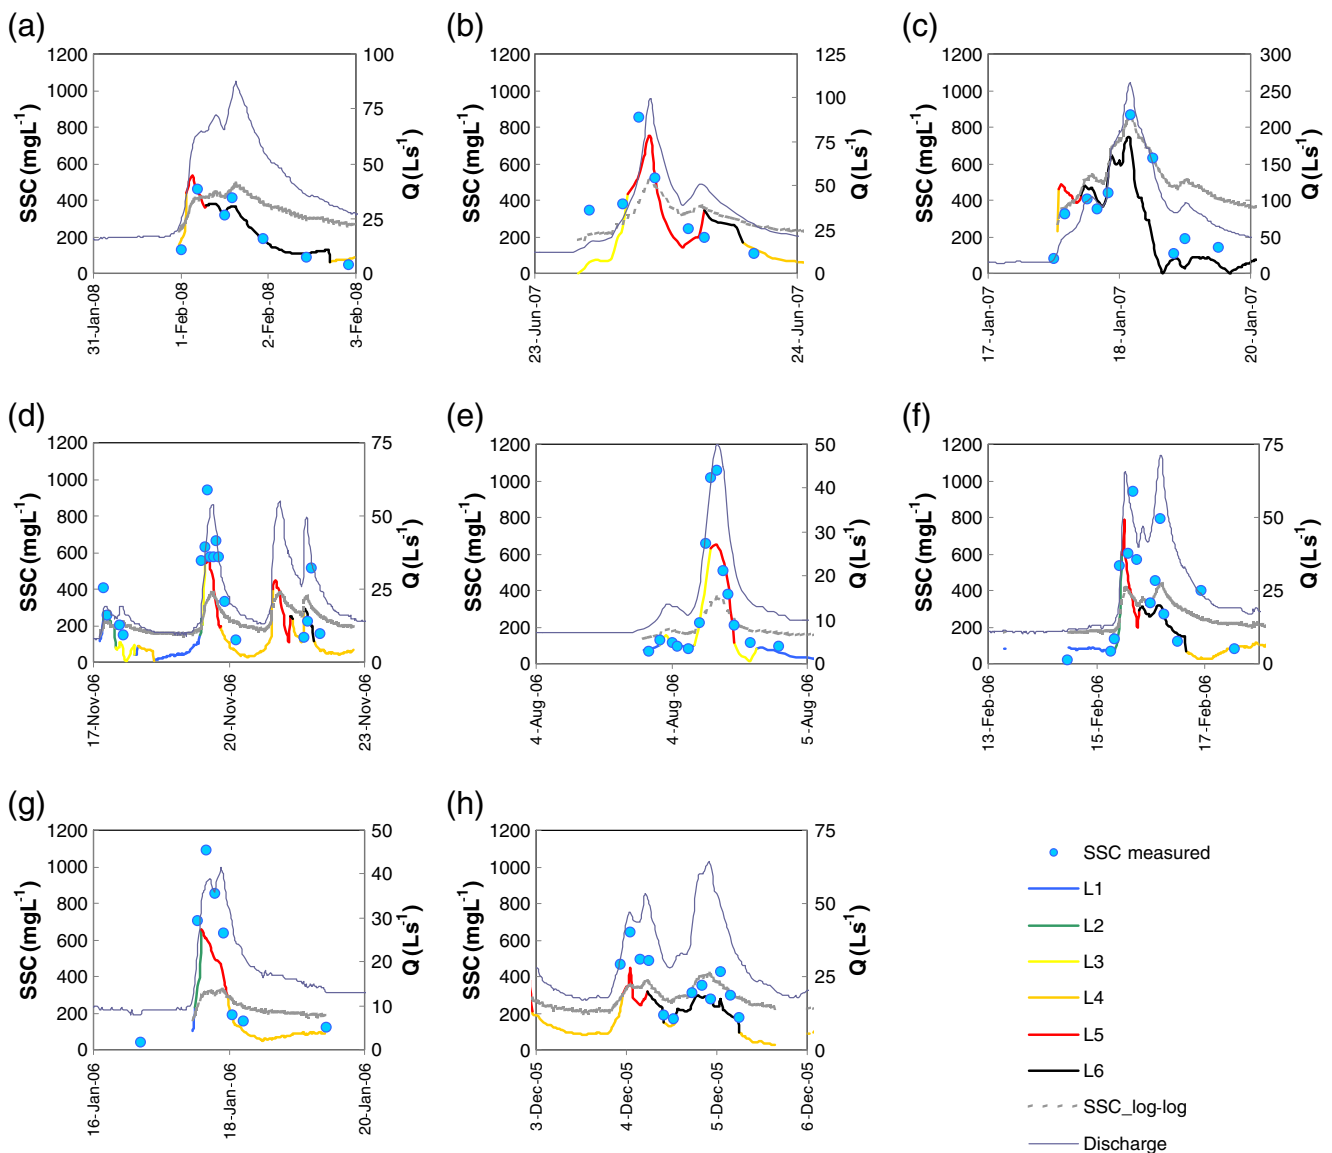 (a)
1200
1000
800
600
400
200
0
SSC (mgL⁻¹)
100
75
50
25
0
Q (Ls⁻¹)
31-Jan-08
1-Feb-08
2-Feb-08
3-Feb-08
(b)
1200
1000
800
600
400
200
0
SSC (mgL⁻¹)
125
100
75
50
25
0
Q (Ls⁻¹)
23-Jun-07
24-Jun-07
(c)
1200
1000
800
600
400
200
0
SSC (mgL⁻¹)
300
250
200
150
100
50
0
Q (Ls⁻¹)
17-Jan-07
18-Jan-07
20-Jan-07
(d)
1200
1000
800
600
400
200
0
SSC (mgL⁻¹)
75
50
25
0
Q (Ls⁻¹)
17-Nov-06
20-Nov-06
23-Nov-06
(e)
1200
1000
800
600
400
200
0
SSC (mgL⁻¹)
50
40
30
20
10
0
Q (Ls⁻¹)
4-Aug-06
4-Aug-06
5-Aug-06
(f)
1200
1000
800
600
400
200
0
SSC (mgL⁻¹)
75
50
25
0
Q (Ls⁻¹)
13-Feb-06
15-Feb-06
17-Feb-06
(g)
1200
1000
800
600
400
200
0
SSC (mgL⁻¹)
50
40
30
20
10
0
Q (Ls⁻¹)
16-Jan-06
18-Jan-06
20-Jan-06
(h)
1200
1000
800
600
400
200
0
SSC (mgL⁻¹)
75
50
25
0
Q (Ls⁻¹)
3-Dec-05
4-Dec-05
5-Dec-05
6-Dec-05
SSC measured
L1
L2
L3
L4
L5
L6
SSC_log-log
Discharge